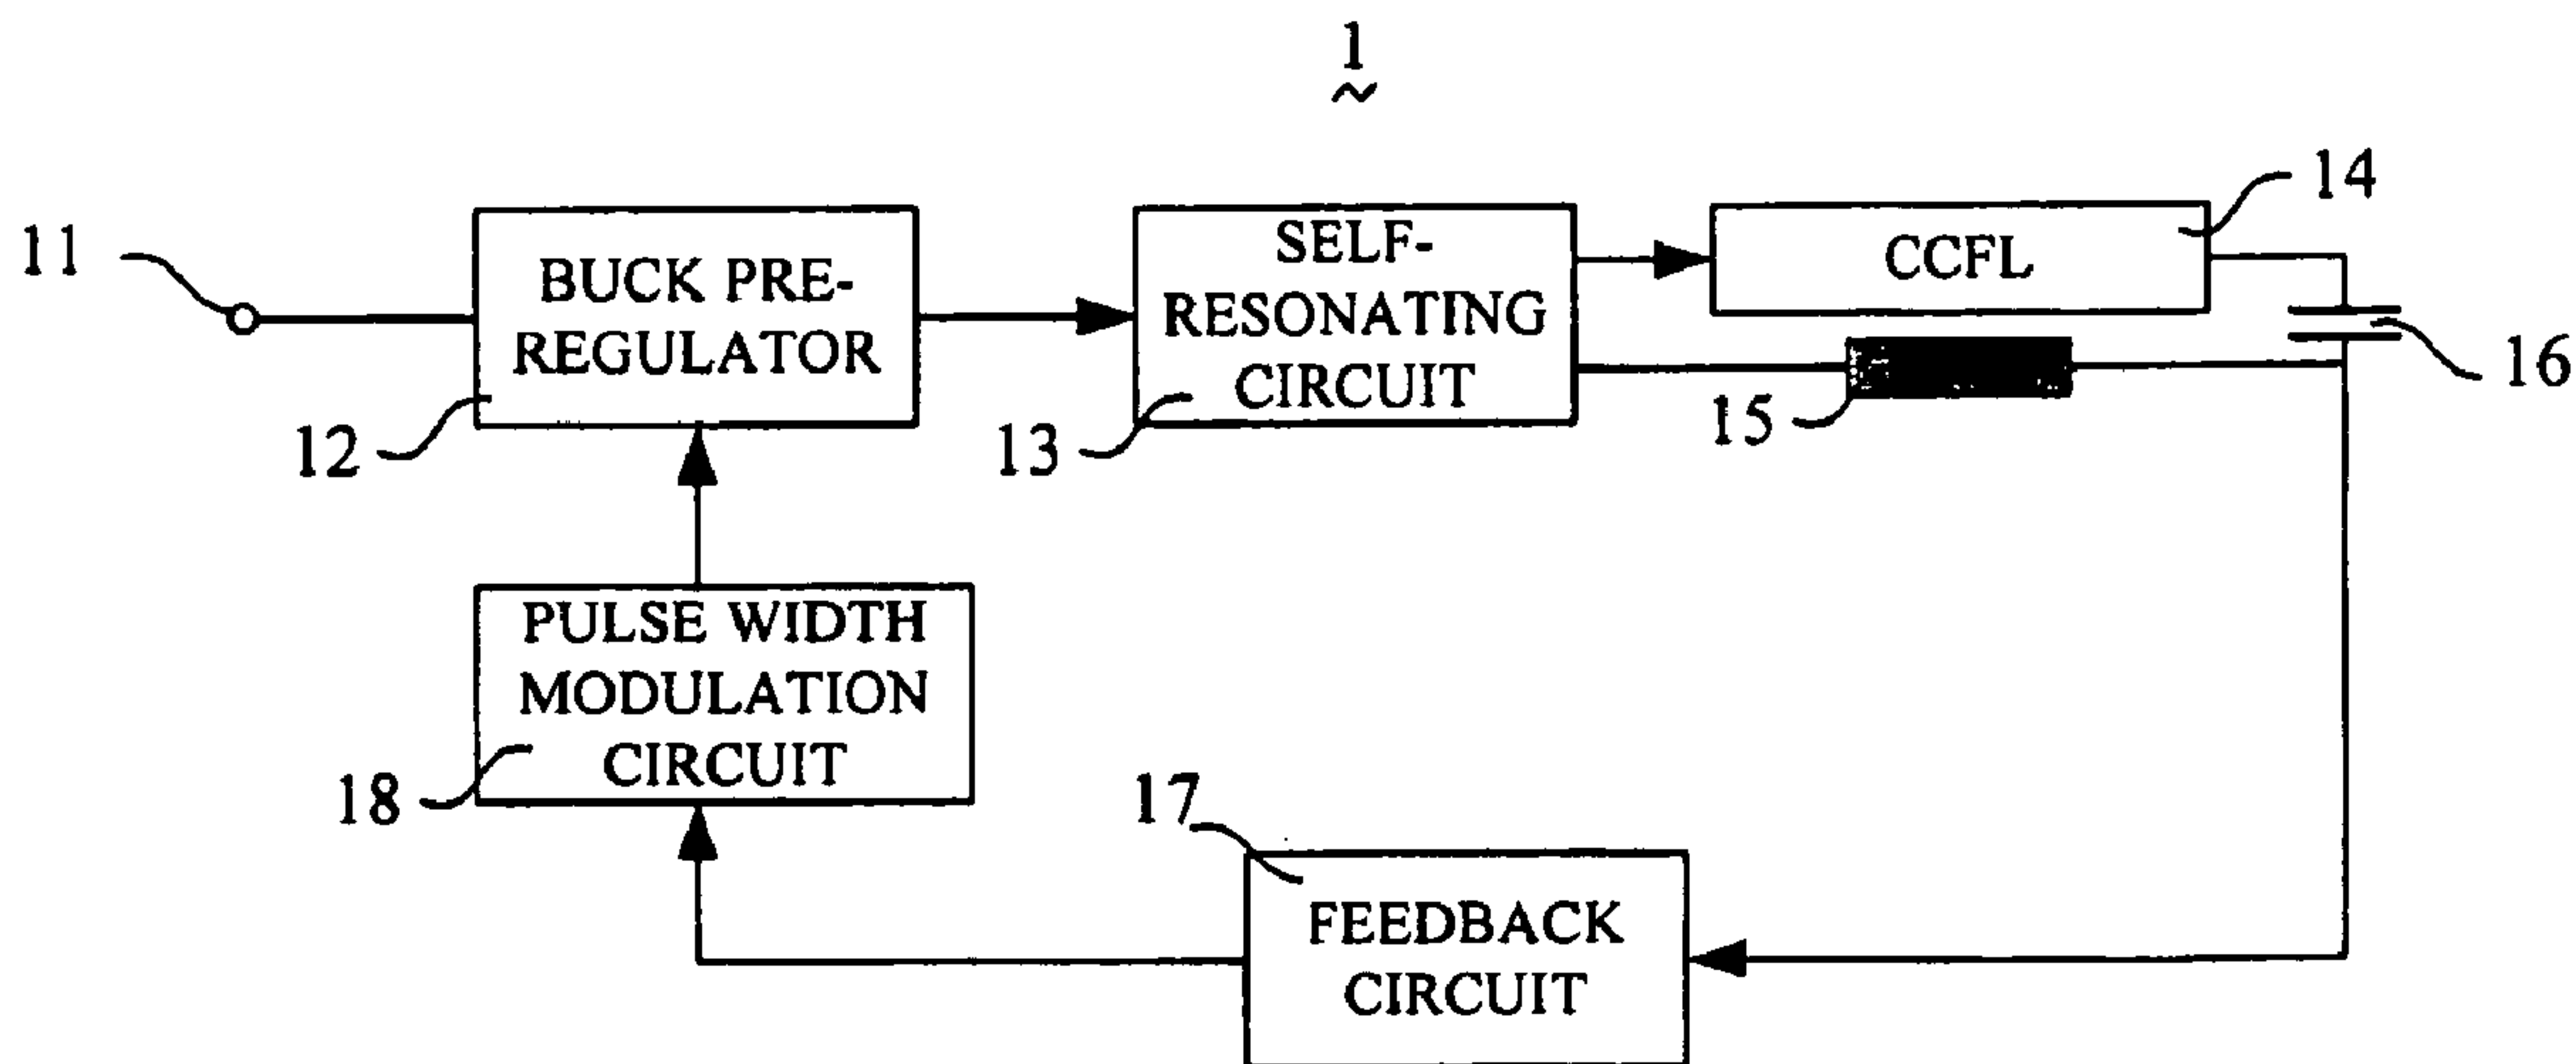 1
11
BUCK PRE-
REGULATOR
12
SELF-
RESONATING
CIRCUIT
13
CCFL
14
15
16
PULSE WIDTH
MODULATION
CIRCUIT
18
17
FEEDBACK
CIRCUIT